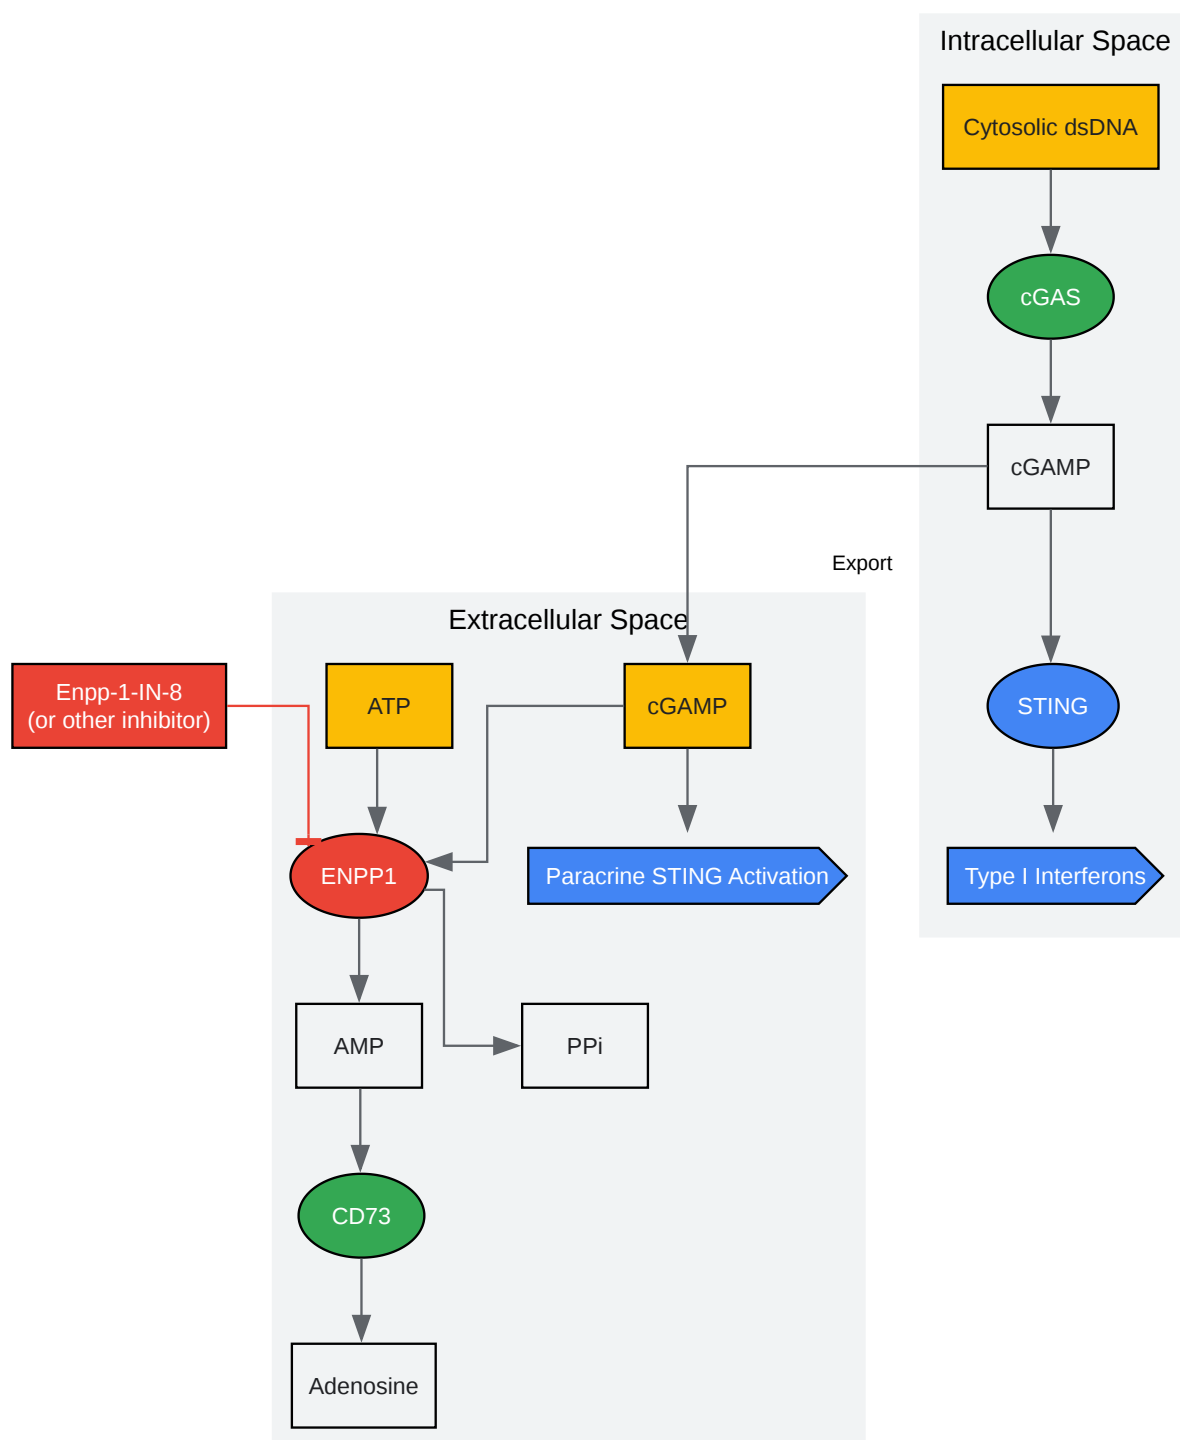 Intracellular Space
Cytosolic dsDNA
cGAS
cGAMP
Export
Extracellular Space
Enpp-1-IN-8
(or other inhibitor)
ATP
cGAMP
STING
ENPP1
Paracrine STING Activation
Type I Interferons
AMP
PPi
CD73
Adenosine